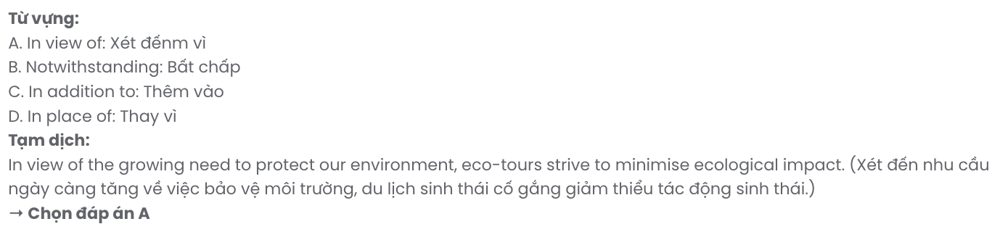 Từ vựng:
A. In view of: Xét đếnm vì
B. Notwithstanding: Bất chấp
C. In addition to: Thêm vào
D. In place of: Thay vì
Tạm dịch:
In view of the growing need to protect our environment, eco-tours strive to minimise ecological impact. (Xét đến nhu cầu
ngày càng tăng về việc bảo vệ môi trường, du lịch sinh thái cố gắng giảm thiểu tác động sinh thái.)
→ Chọn đáp án A